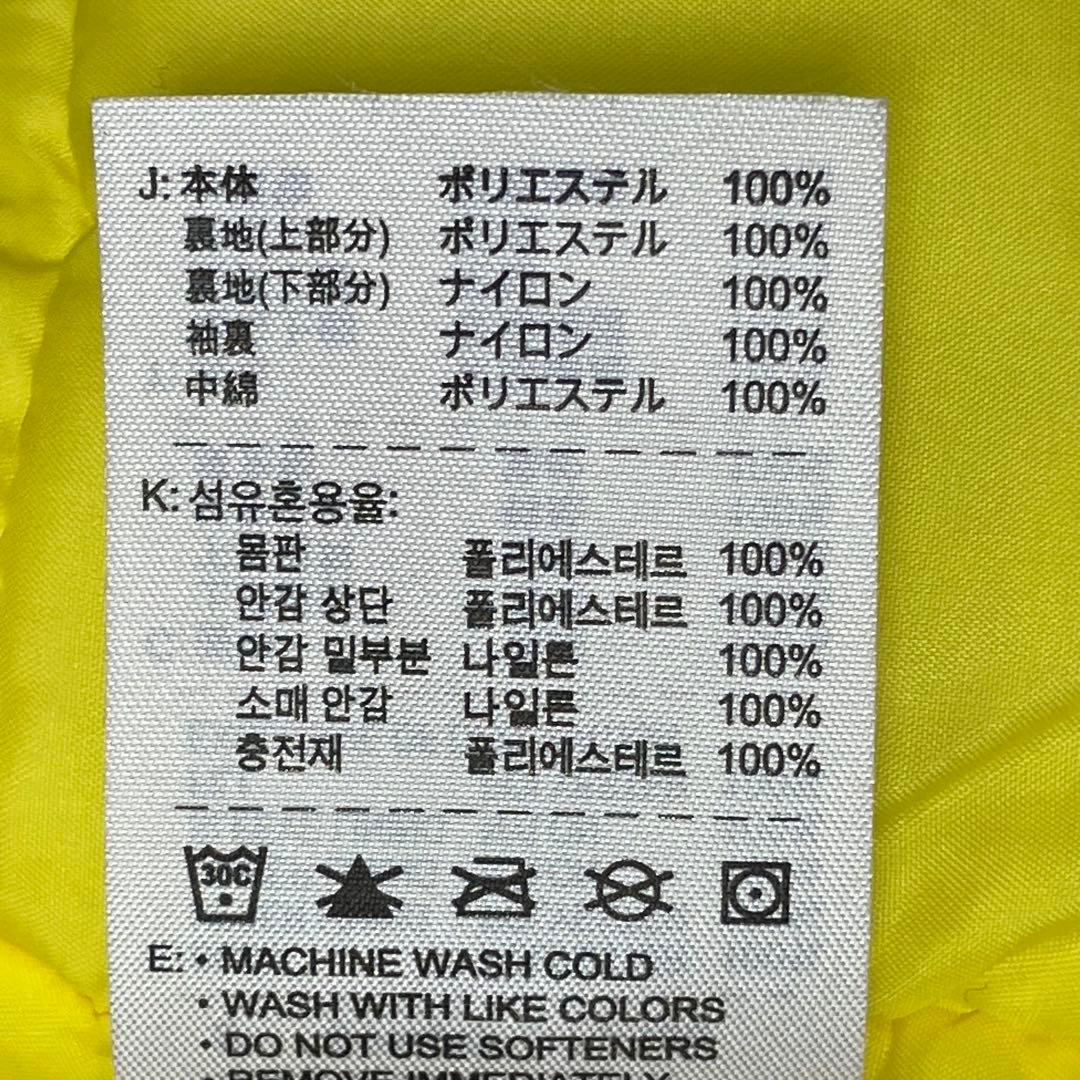 J: 本体 ポリエステル 100%
裏地(上部分) ポリエステル 100%
裏地(下部分) ナイロン 100%
袖裏 ナイロン 100%
中綿 ポリエステル 100%
K: 섬유혼용율:
몸판 폴리에스테르 100%
안감 상단 폴리에스테르 100%
안감 밑부분 나일론 100%
소매 안감 나일론 100%
충전재 폴리에스테르 100%
30C
E: • MACHINE WASH COLD
• WASH WITH LIKE COLORS
• DO NOT USE SOFTENERS
• REMOVE IMMEDIATELY